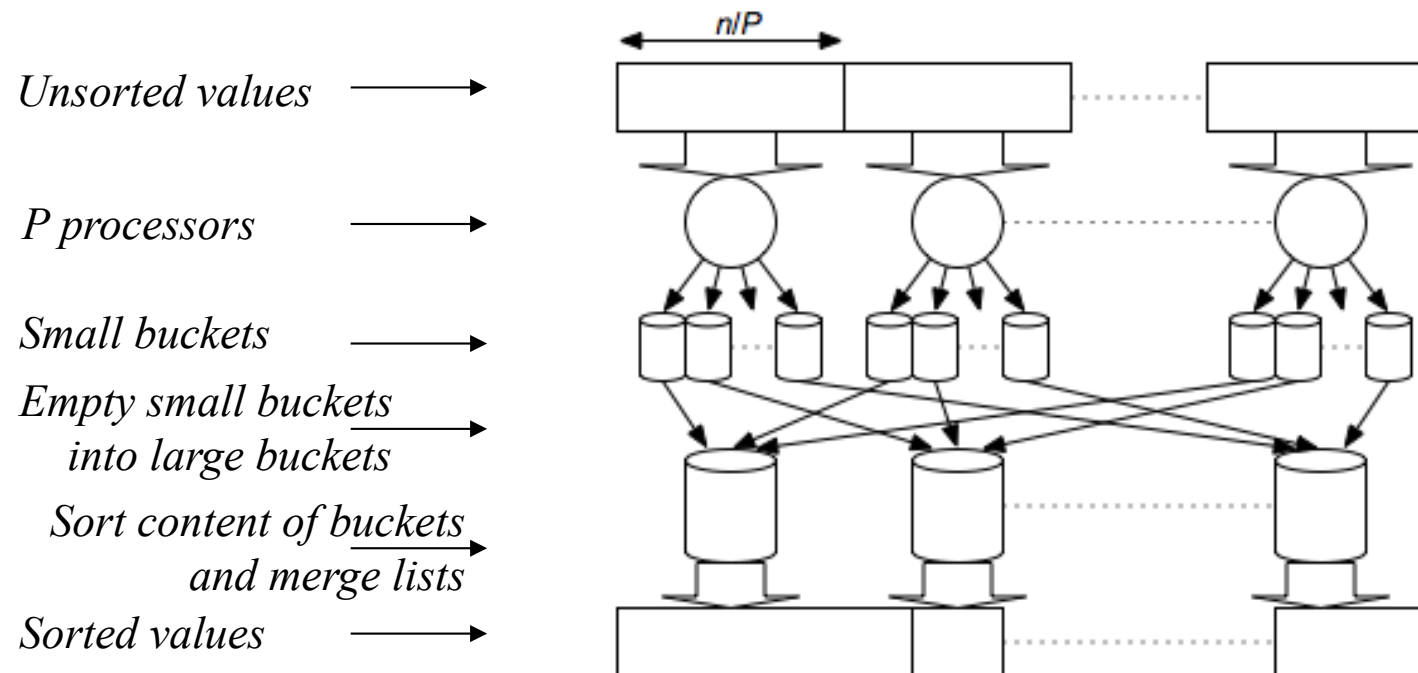 n/P
Unsorted values
P processors
Small buckets
Empty small buckets
into large buckets
Sort content of buckets
and merge lists
Sorted values